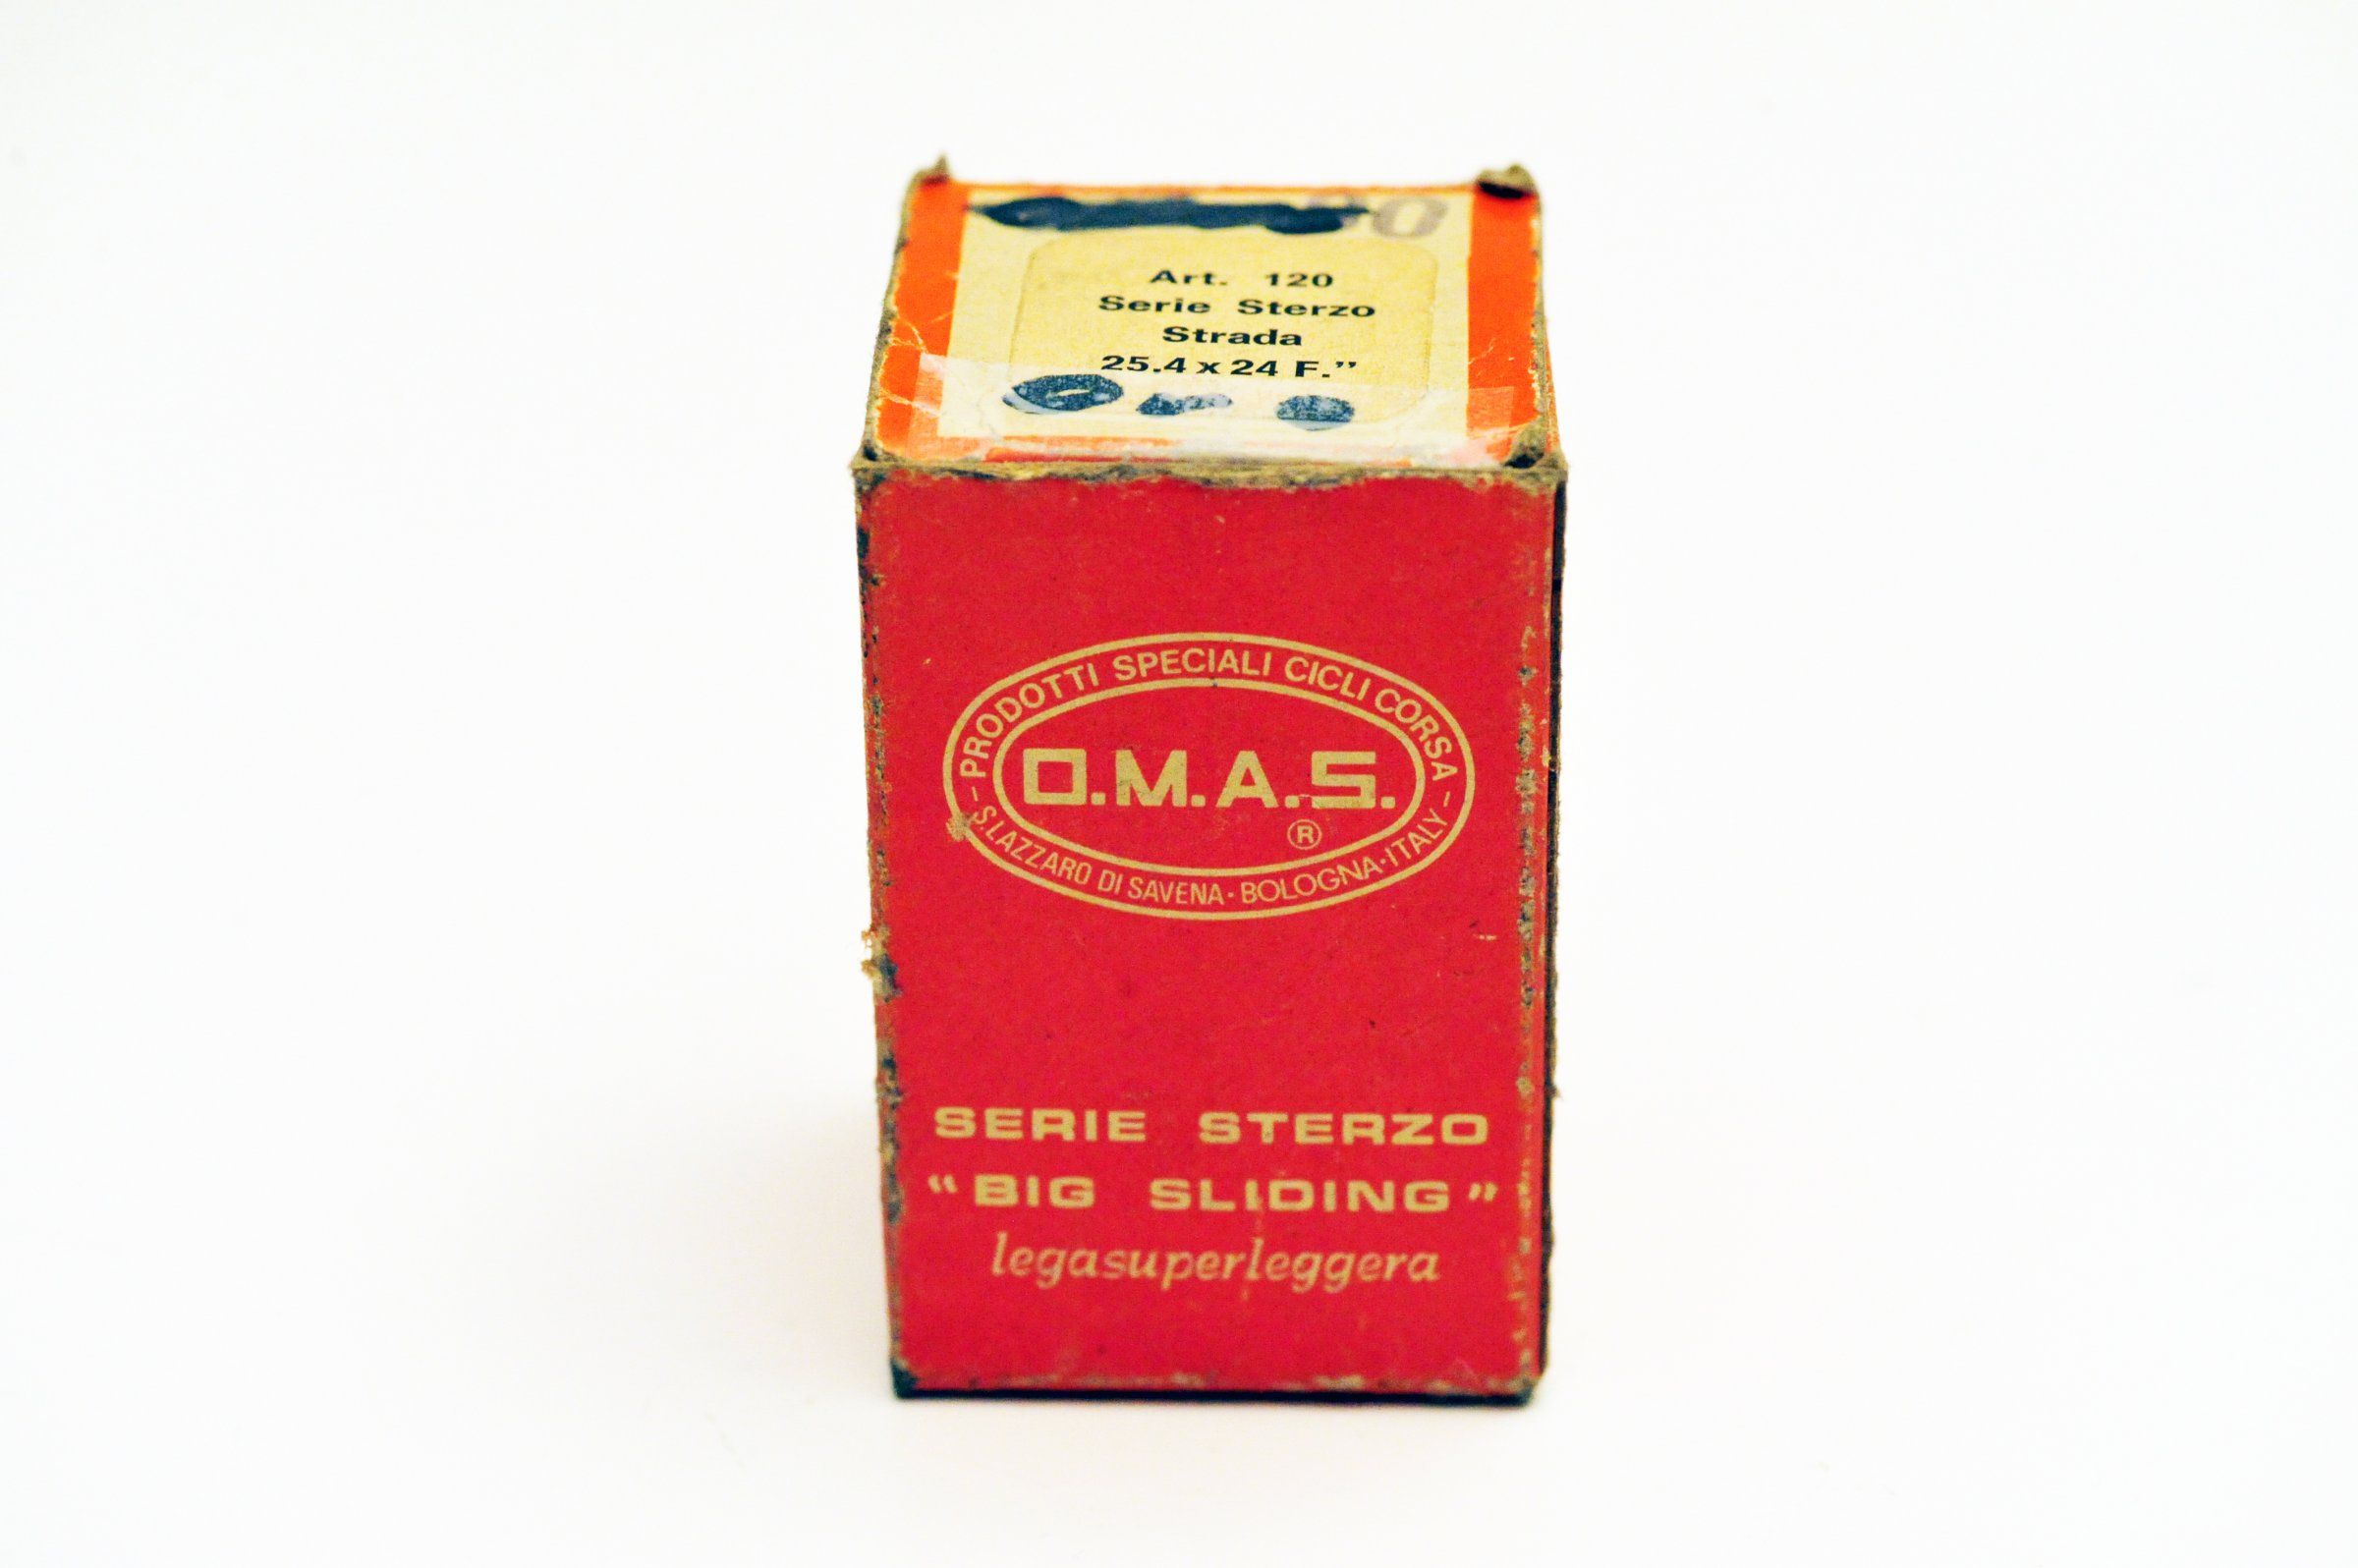 00
Art. 120
Serie Sterzo
Strada
25.4 x 24 F."
PRODOTTI SPECIALI CICLI CORSA
O.M.A.S.
®
- S. LAZZARO DI SAVENA · BOLOGNA · ITALY -
SERIE STERZO
“BIG SLIDING”
legasuperleggera